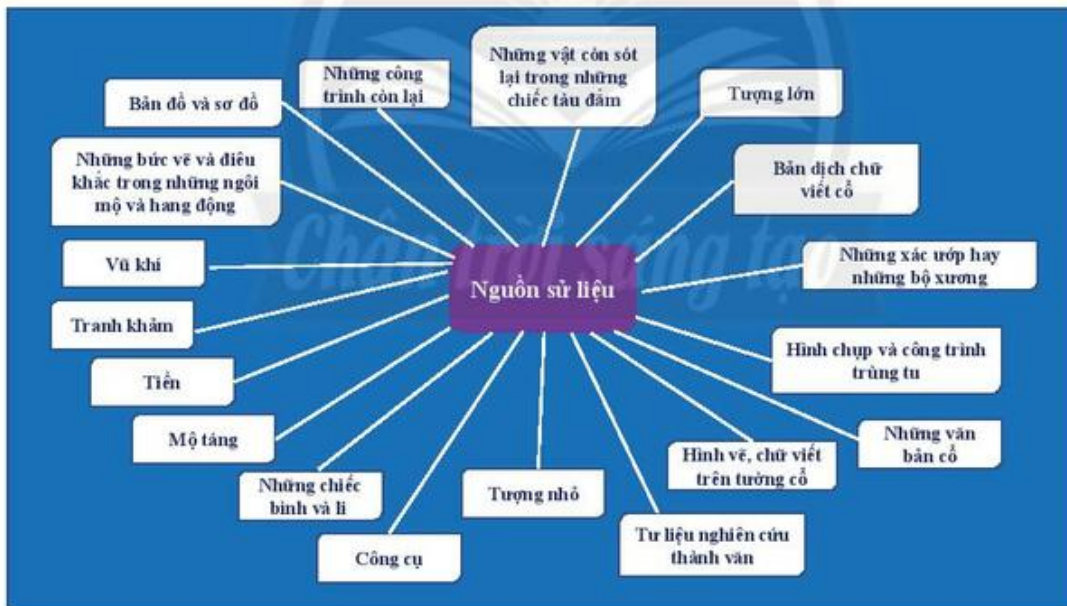 Những vật còn sót
lại trong những
chiếc tàu đắm
Những công
trình còn lại
Tượng lớn
Bản đồ và sơ đồ
Những bức vẽ và điêu
khắc trong những ngôi
mộ và hang động
Bản dịch chữ
viết cổ
Chân trời sáng tạo
Vũ khí
Nguồn sử liệu
Những xác ướp hay
những bộ xương
Tranh khảm
Hình chụp và công trình
trùng tu
Tiền
Mộ táng
Những văn
bản cổ
Hình vẽ, chữ viết
trên tường cổ
Những chiếc
bình và li
Tượng nhỏ
Công cụ
Tư liệu nghiên cứu
thành văn